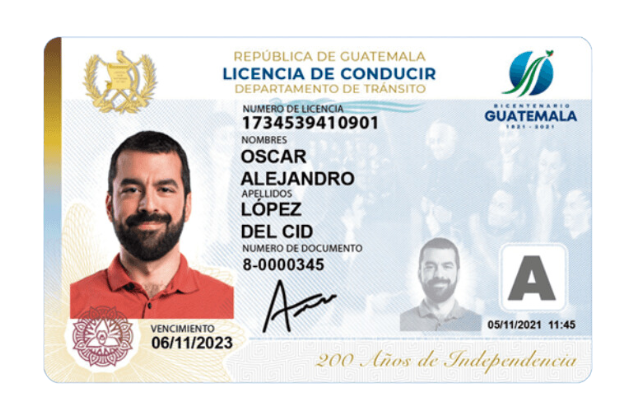 REPÚBLICA DE GUATEMALA
LICENCIA DE CONDUCIR
DEPARTAMENTO DE TRÁNSITO
BICENTENARIO
GUATEMALA
1821 - 2021
NUMERO DE LICENCIA
1734539410901
NOMBRES
OSCAR
ALEJANDRO
APELLIDOS
LÓPEZ
DEL CID
NUMERO DE DOCUMENTO
8-0000345
A
VENCIMIENTO
06/11/2023
05/11/2021 11:45
200 Años de Independencia